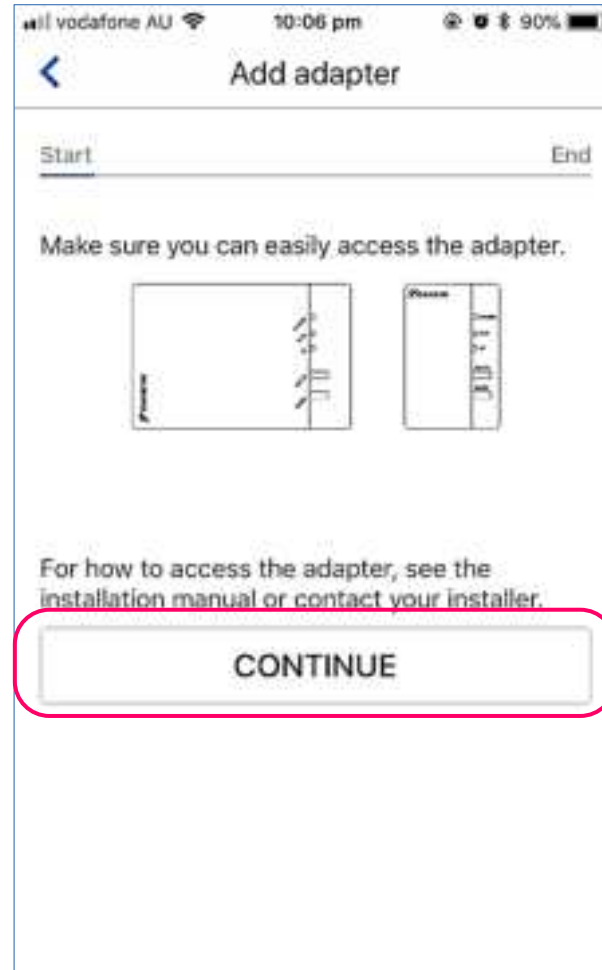 vodafone AU 10:06 pm 90%
Add adapter
Start End
Make sure you can easily access the adapter.
For how to access the adapter, see the
installation manual or contact your installer.
CONTINUE